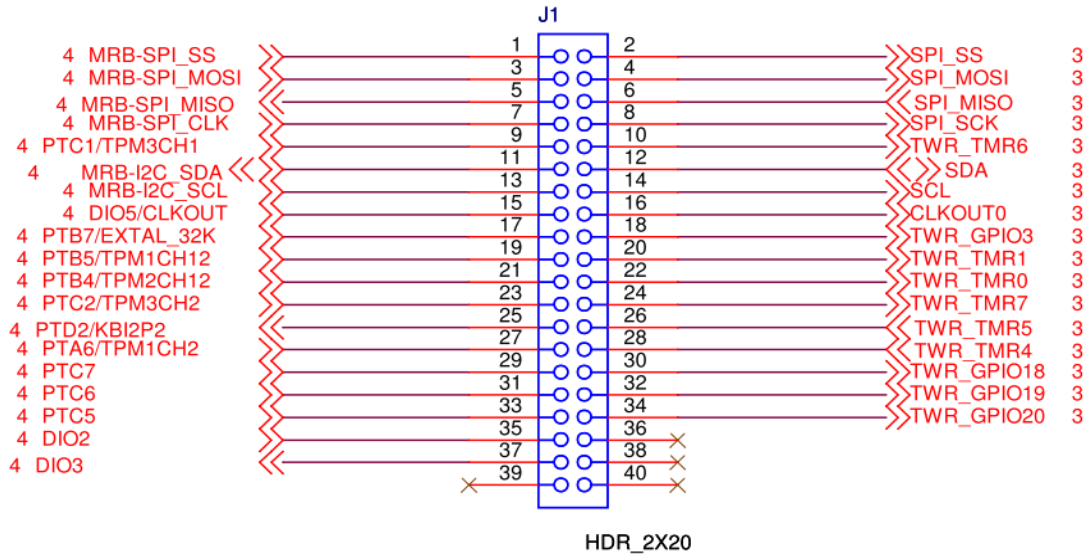 J1
4 MRB-SPI_SS 1 2 SPI_SS 3
4 MRB-SPI_MOSI 3 4 SPI_MOSI 3
4 MRB-SPI_MISO 5 6 SPI_MISO 3
4 MRB-SPI_CLK 7 8 SPI_SCK 3
4 PTC1/TPM3CH1 9 10 TWR_TMR6 3
4 MRB-I2C_SDA 11 12 SDA 3
4 MRB-I2C_SCL 13 14 SCL 3
4 DIO5/CLKOUT 15 16 CLKOUT0 3
4 PTB7/EXTAL_32K 17 18 TWR_GPIO3 3
4 PTB5/TPM1CH12 19 20 TWR_TMR1 3
4 PTB4/TPM2CH12 21 22 TWR_TMR0 3
4 PTC2/TPM3CH2 23 24 TWR_TMR7 3
4 PTD2/KBI2P2 25 26 TWR_TMR5 3
4 PTA6/TPM1CH2 27 28 TWR_TMR4 3
4 PTC7 29 30 TWR_GPIO18 3
4 PTC6 31 32 TWR_GPIO19 3
4 PTC5 33 34 TWR_GPIO20 3
4 DIO2 35 36
4 DIO3 37 38
39 40
HDR_2X20